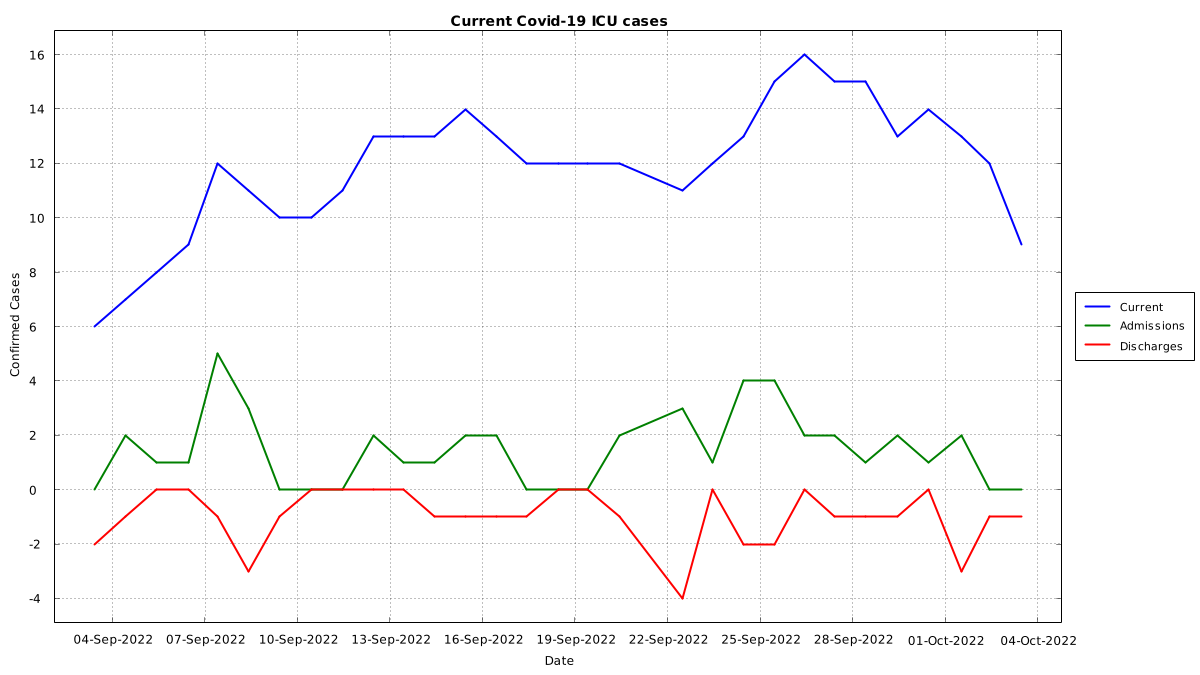 Current Covid-19 ICU cases
16
14
12
10
8
6
4
2
0
-2
-4
Confirmed Cases
04-Sep-2022 07-Sep-2022 10-Sep-2022 13-Sep-2022 16-Sep-2022 19-Sep-2022 22-Sep-2022 25-Sep-2022 28-Sep-2022 01-Oct-2022 04-Oct-2022
Date
Current
Admissions
Discharges